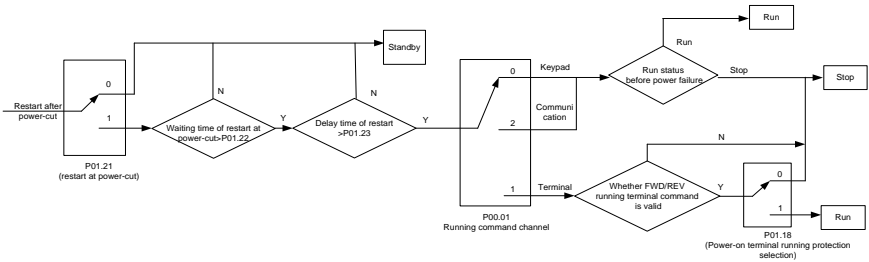 Run
Run
Standby
Restart after
power-cut
0
1
P01.21
(restart at power-cut)
N
Waiting time of restart at
power-cut>P01.22
Y
N
Delay time of restart
>P01.23
Y
0
Keypad
Communi
cation
2
1
Terminal
P00.01
Running command channel
Run status
before power failure
Stop
Stop
N
Whether FWD/REV
running terminal command
is valid
Y
0
1
Run
P01.18
(Power-on terminal running protection
selection)